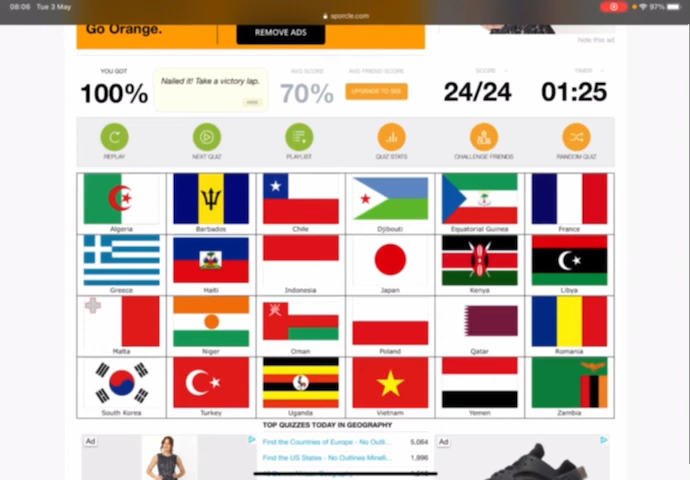 08:06 Tue 3 May
97%
sporcle.com
Go Orange.
REMOVE ADS
Note this ad
YOU GOT
100%
Nailed it! Take a victory lap.
AVG SCORE
70%
AVG FRIEND SCORE
UPGRADE TO SEE
SCORE
24/24
TIMER
01:25
REPLAY
NEXT QUIZ
PLAYLIST
QUIZ STATS
CHALLENGE FRIENDS
RANDOM QUIZ
Algeria
Barbados
Chile
Djibouti
Equatorial Guinea
France
Greece
Haiti
Indonesia
Japan
Kenya
Libya
Malta
Niger
Oman
Poland
Qatar
Romania
South Korea
Turkey
Uganda
Vietnam
Yemen
Zambia
TOP QUIZZES TODAY IN GEOGRAPHY
Ad
Find the Countries of Europe - No Outli... 5,064
Find the US States - No Outlines Minefi... 1,996
Ad